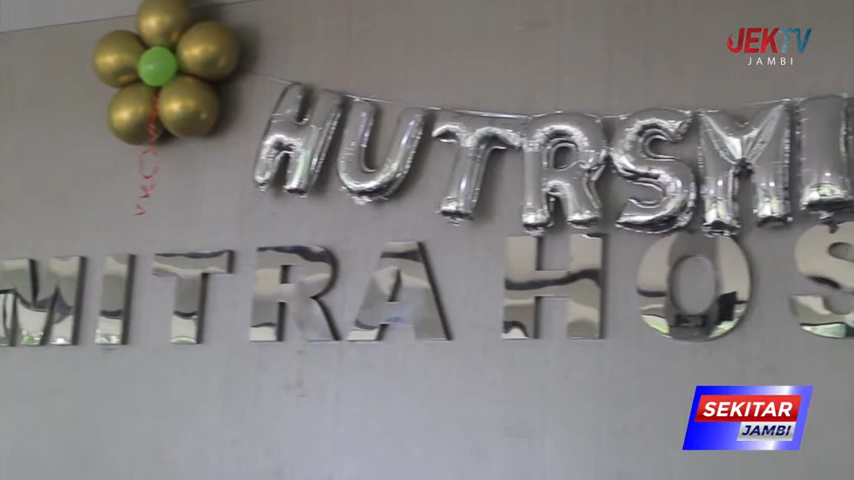 JEKTV
JAMBI
HUTRSMI
MITRA HOS
SEKITAR
JAMBI